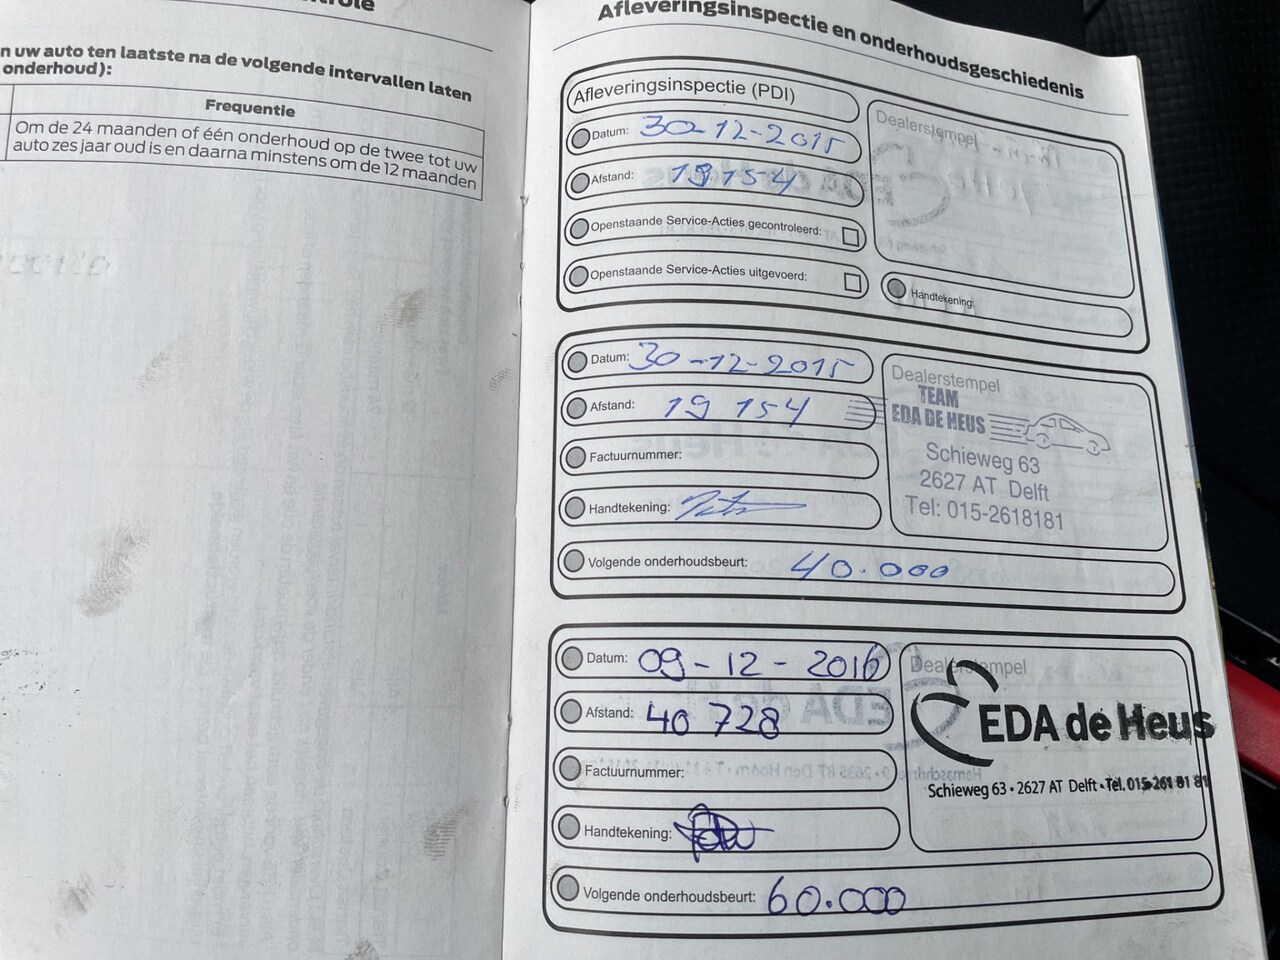 n uw auto ten laatste na de volgende intervallen laten
onderhoud):
Frequentie
Om de 24 maanden of één onderhoud op de twee tot uw
auto zes jaar oud is en daarna minstens om de 12 maanden
Afleveringsinspectie en onderhoudsgeschiedenis
Afleveringsinspectie (PDI)
Datum: 30-12-2015
Afstand: 19154
Openstaande Service-Acties gecontroleerd:
Openstaande Service-Acties uitgevoerd:
Dealerstempel
Handtekening:
Datum: 30-12-2015
Afstand: 19 154
Factuurnummer:
Handtekening:
Volgende onderhoudsbeurt: 40.000
Dealerstempel
TEAM
EDA DE HEUS
Schieweg 63
2627 AT Delft
Tel: 015-2618181
Datum: 09-12-2016
Afstand: 40 728
Factuurnummer:
Handtekening:
Volgende onderhoudsbeurt: 60.000
Dealerstempel
EDA de Heus
Schieweg 63 • 2627 AT Delft • Tel. 015-261 81 81